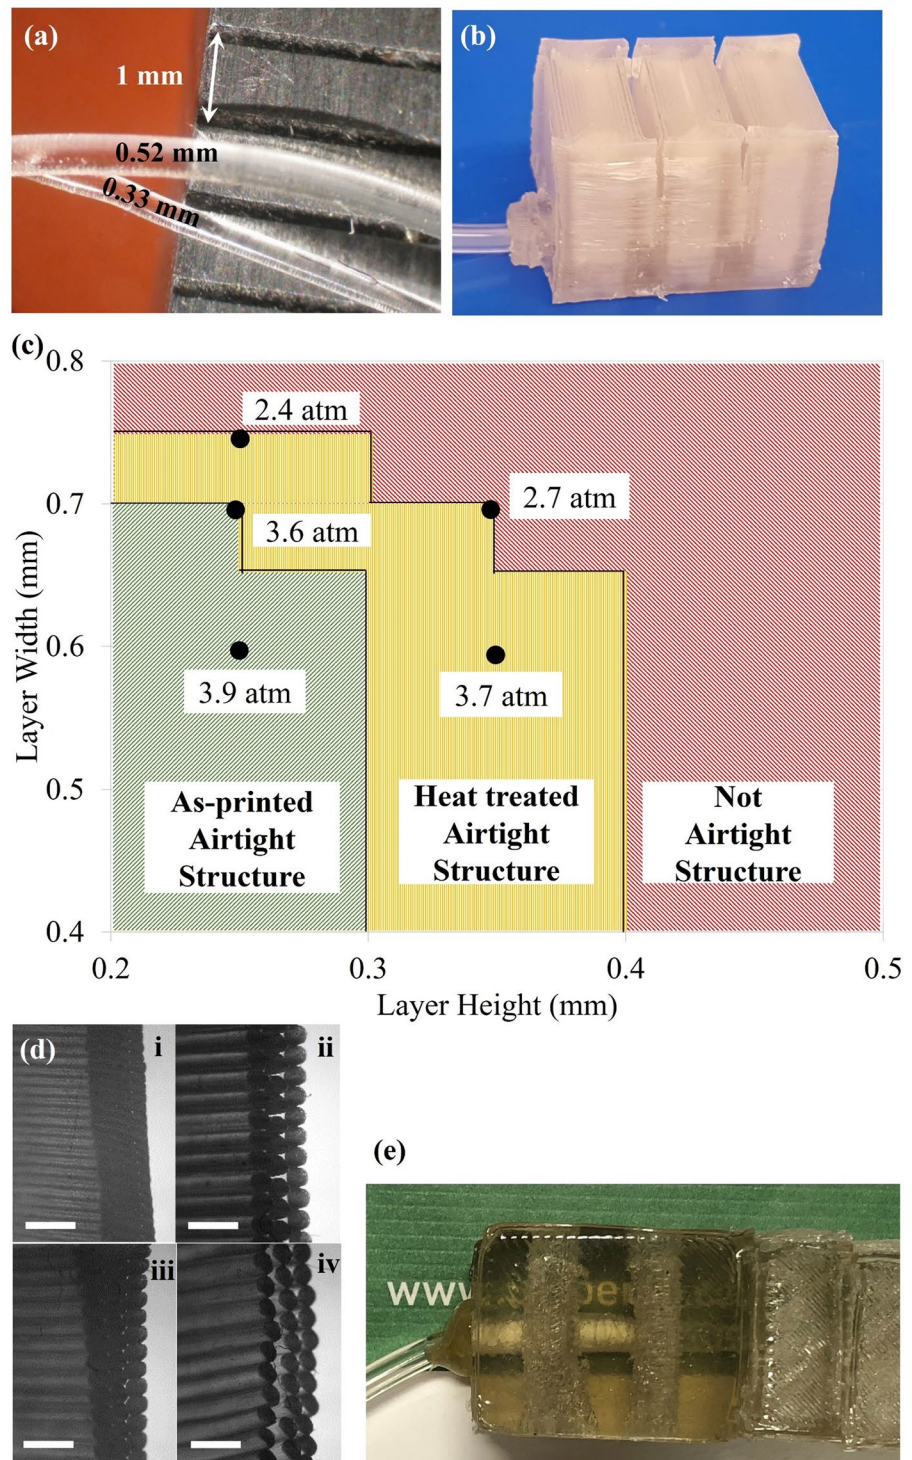 (a)
1 mm
0.52 mm
0.33 mm
(b)
(c)
0.8
2.4 atm
2.7 atm
0.7
3.6 atm
Layer Width (mm)
0.6
3.9 atm
3.7 atm
0.5
As-printed
Airtight
Structure
Heat treated
Airtight
Structure
Not
Airtight
Structure
0.4
0.2
0.3
0.4
0.5
Layer Height (mm)
(d)
i
ii
iii
iv
(e)